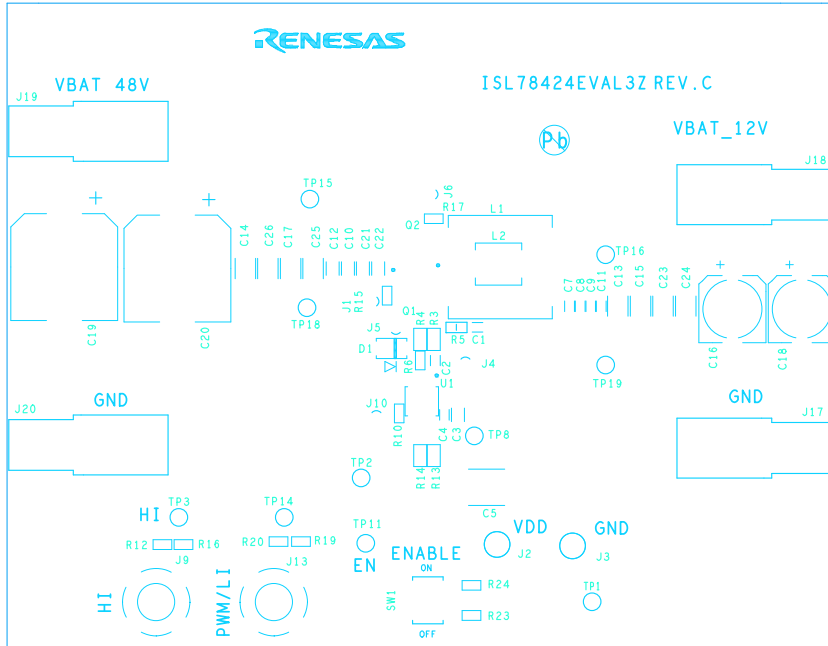 RENESAS
VBAT 48V
ISL78424EVAL3Z REV.C
J19
VBAT_12V
Pb
J18
TP15
J6
R17
Q2
L1
L2
C14
C26
C17
C25
C12
C10
C21
C22
TP16
C7
C8
C9
C11
C13
C15
C23
C24
J1
R15
TP18
Q1
R4
R3
C19
C20
J5
D1
R5
C1
R6
C2
J4
U1
C16
C18
TP19
GND
GND
J20
J10
R10
J17
C4
C3
TP8
TP2
R14
R13
C5
TP3
TP14
HI
R12
R16
R20
R19
TP11
EN
VDD
GND
J2
J3
J9
J13
ENABLE
ON
HI
PWM/LI
SW1
OFF
R24
R23
TP1